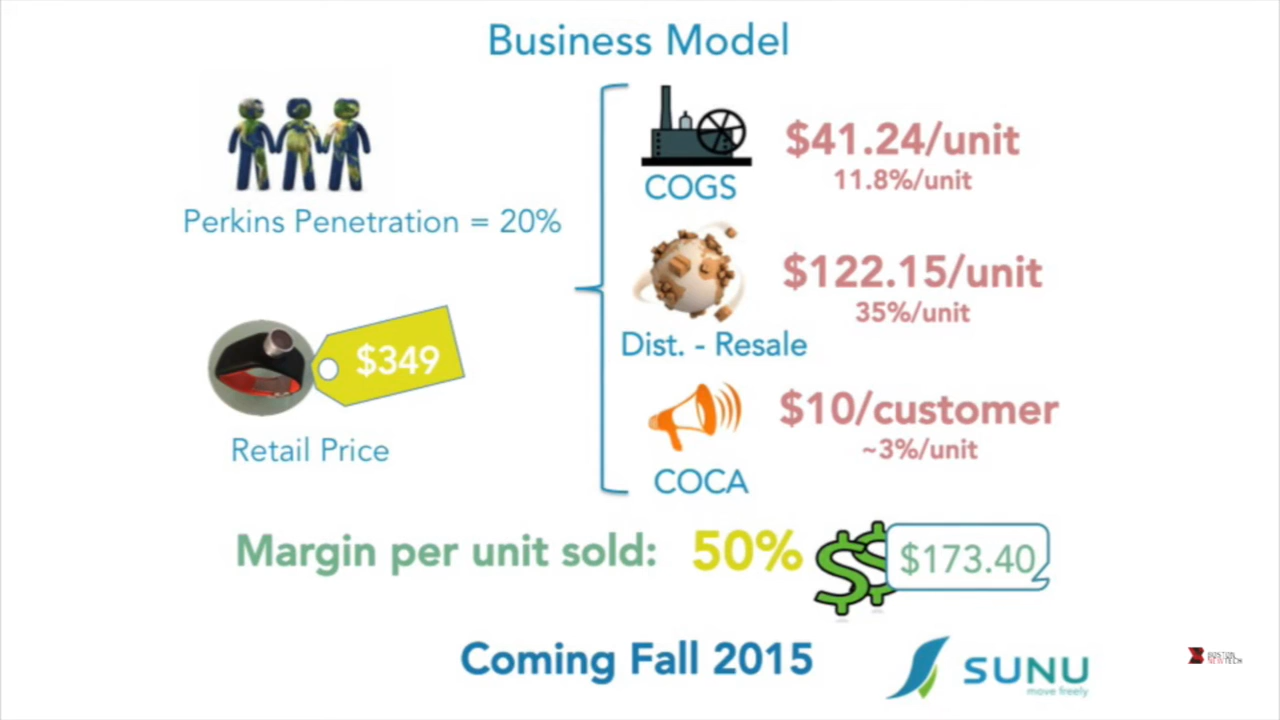 Business Model
Perkins Penetration = 20%
$349
Retail Price
COGS
$41.24/unit
11.8%/unit
Dist. - Resale
$122.15/unit
35%/unit
COCA
$10/customer
~3%/unit
Margin per unit sold: 50%
$173.40
Coming Fall 2015
SUNU
move freely
BOSTON
NEWTECH